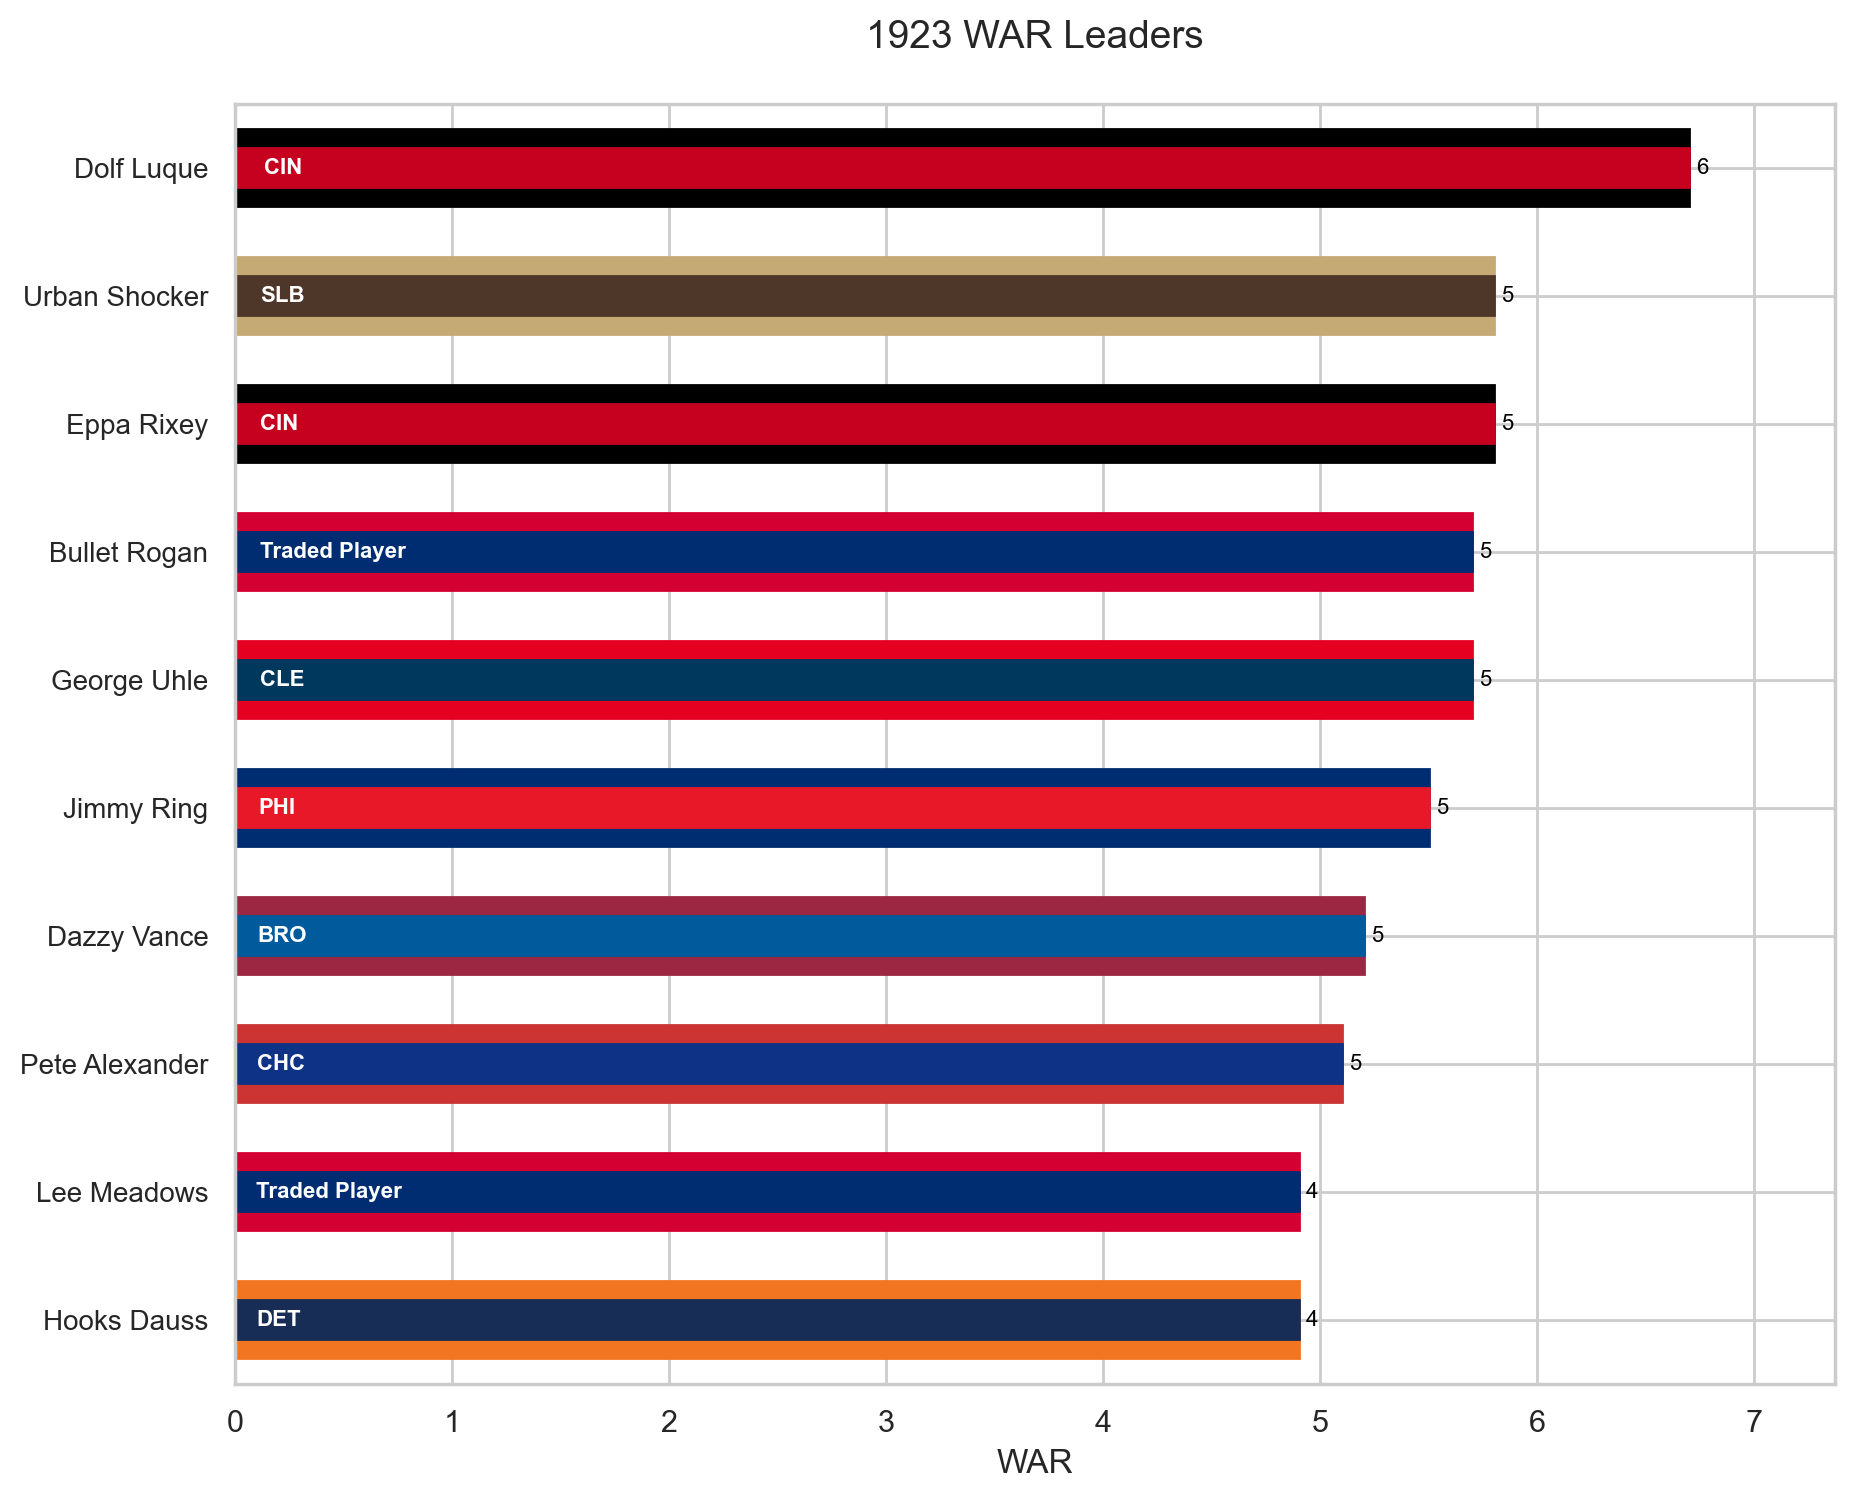 1923 WAR Leaders
Dolf Luque CIN 6
Urban Shocker SLB 5
Eppa Rixey CIN 5
Bullet Rogan Traded Player 5
George Uhle CLE 5
Jimmy Ring PHI 5
Dazzy Vance BRO 5
Pete Alexander CHC 5
Lee Meadows Traded Player 4
Hooks Dauss DET 4
0 1 2 3 4 5 6 7
WAR